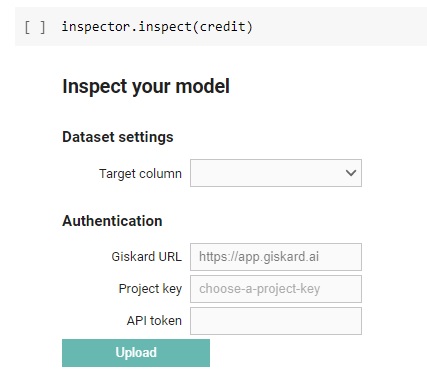 [ ] inspector.inspect(credit)
Inspect your model
Dataset settings
Target column
Authentication
Giskard URL https://app.giskard.ai
Project key choose-a-project-key
API token
Upload